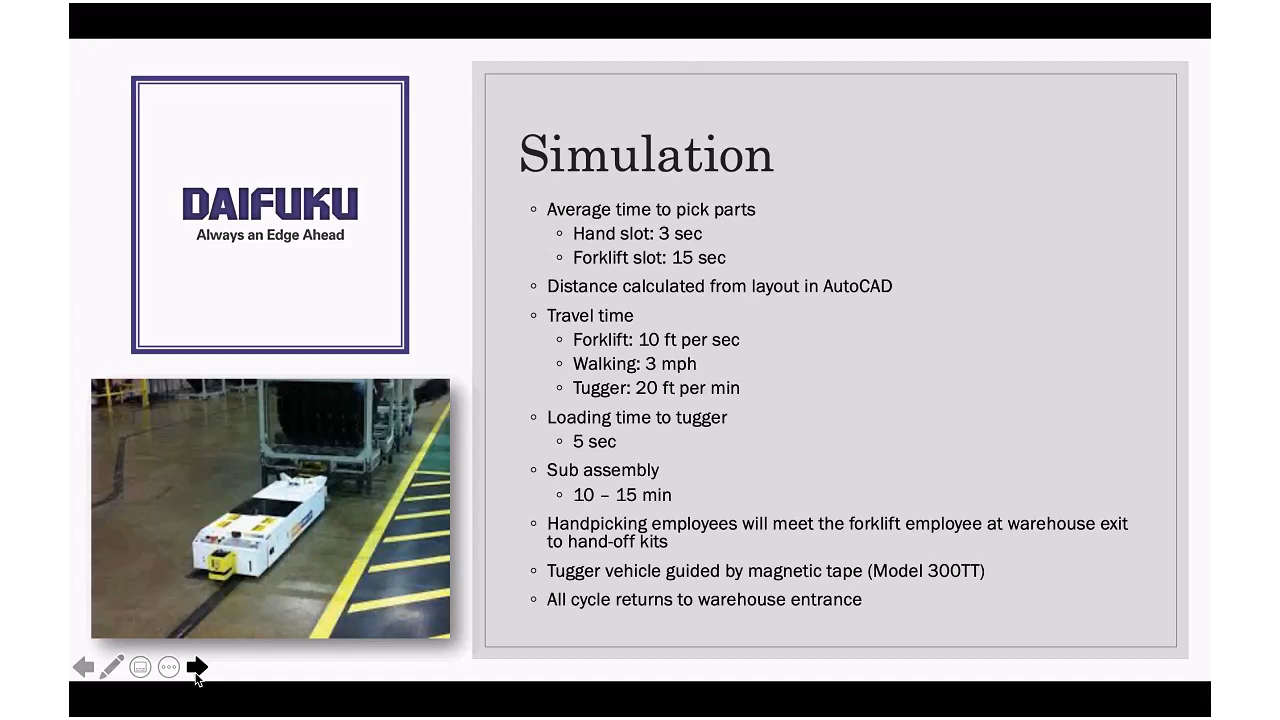 DAIFUKU
Always an Edge Ahead
Simulation
◦ Average time to pick parts
◦ Hand slot: 3 sec
◦ Forklift slot: 15 sec
◦ Distance calculated from layout in AutoCAD
◦ Travel time
◦ Forklift: 10 ft per sec
◦ Walking: 3 mph
◦ Tugger: 20 ft per min
◦ Loading time to tugger
◦ 5 sec
◦ Sub assembly
◦ 10 – 15 min
◦ Handpicking employees will meet the forklift employee at warehouse exit
to hand-off kits
◦ Tugger vehicle guided by magnetic tape (Model 300TT)
◦ All cycle returns to warehouse entrance